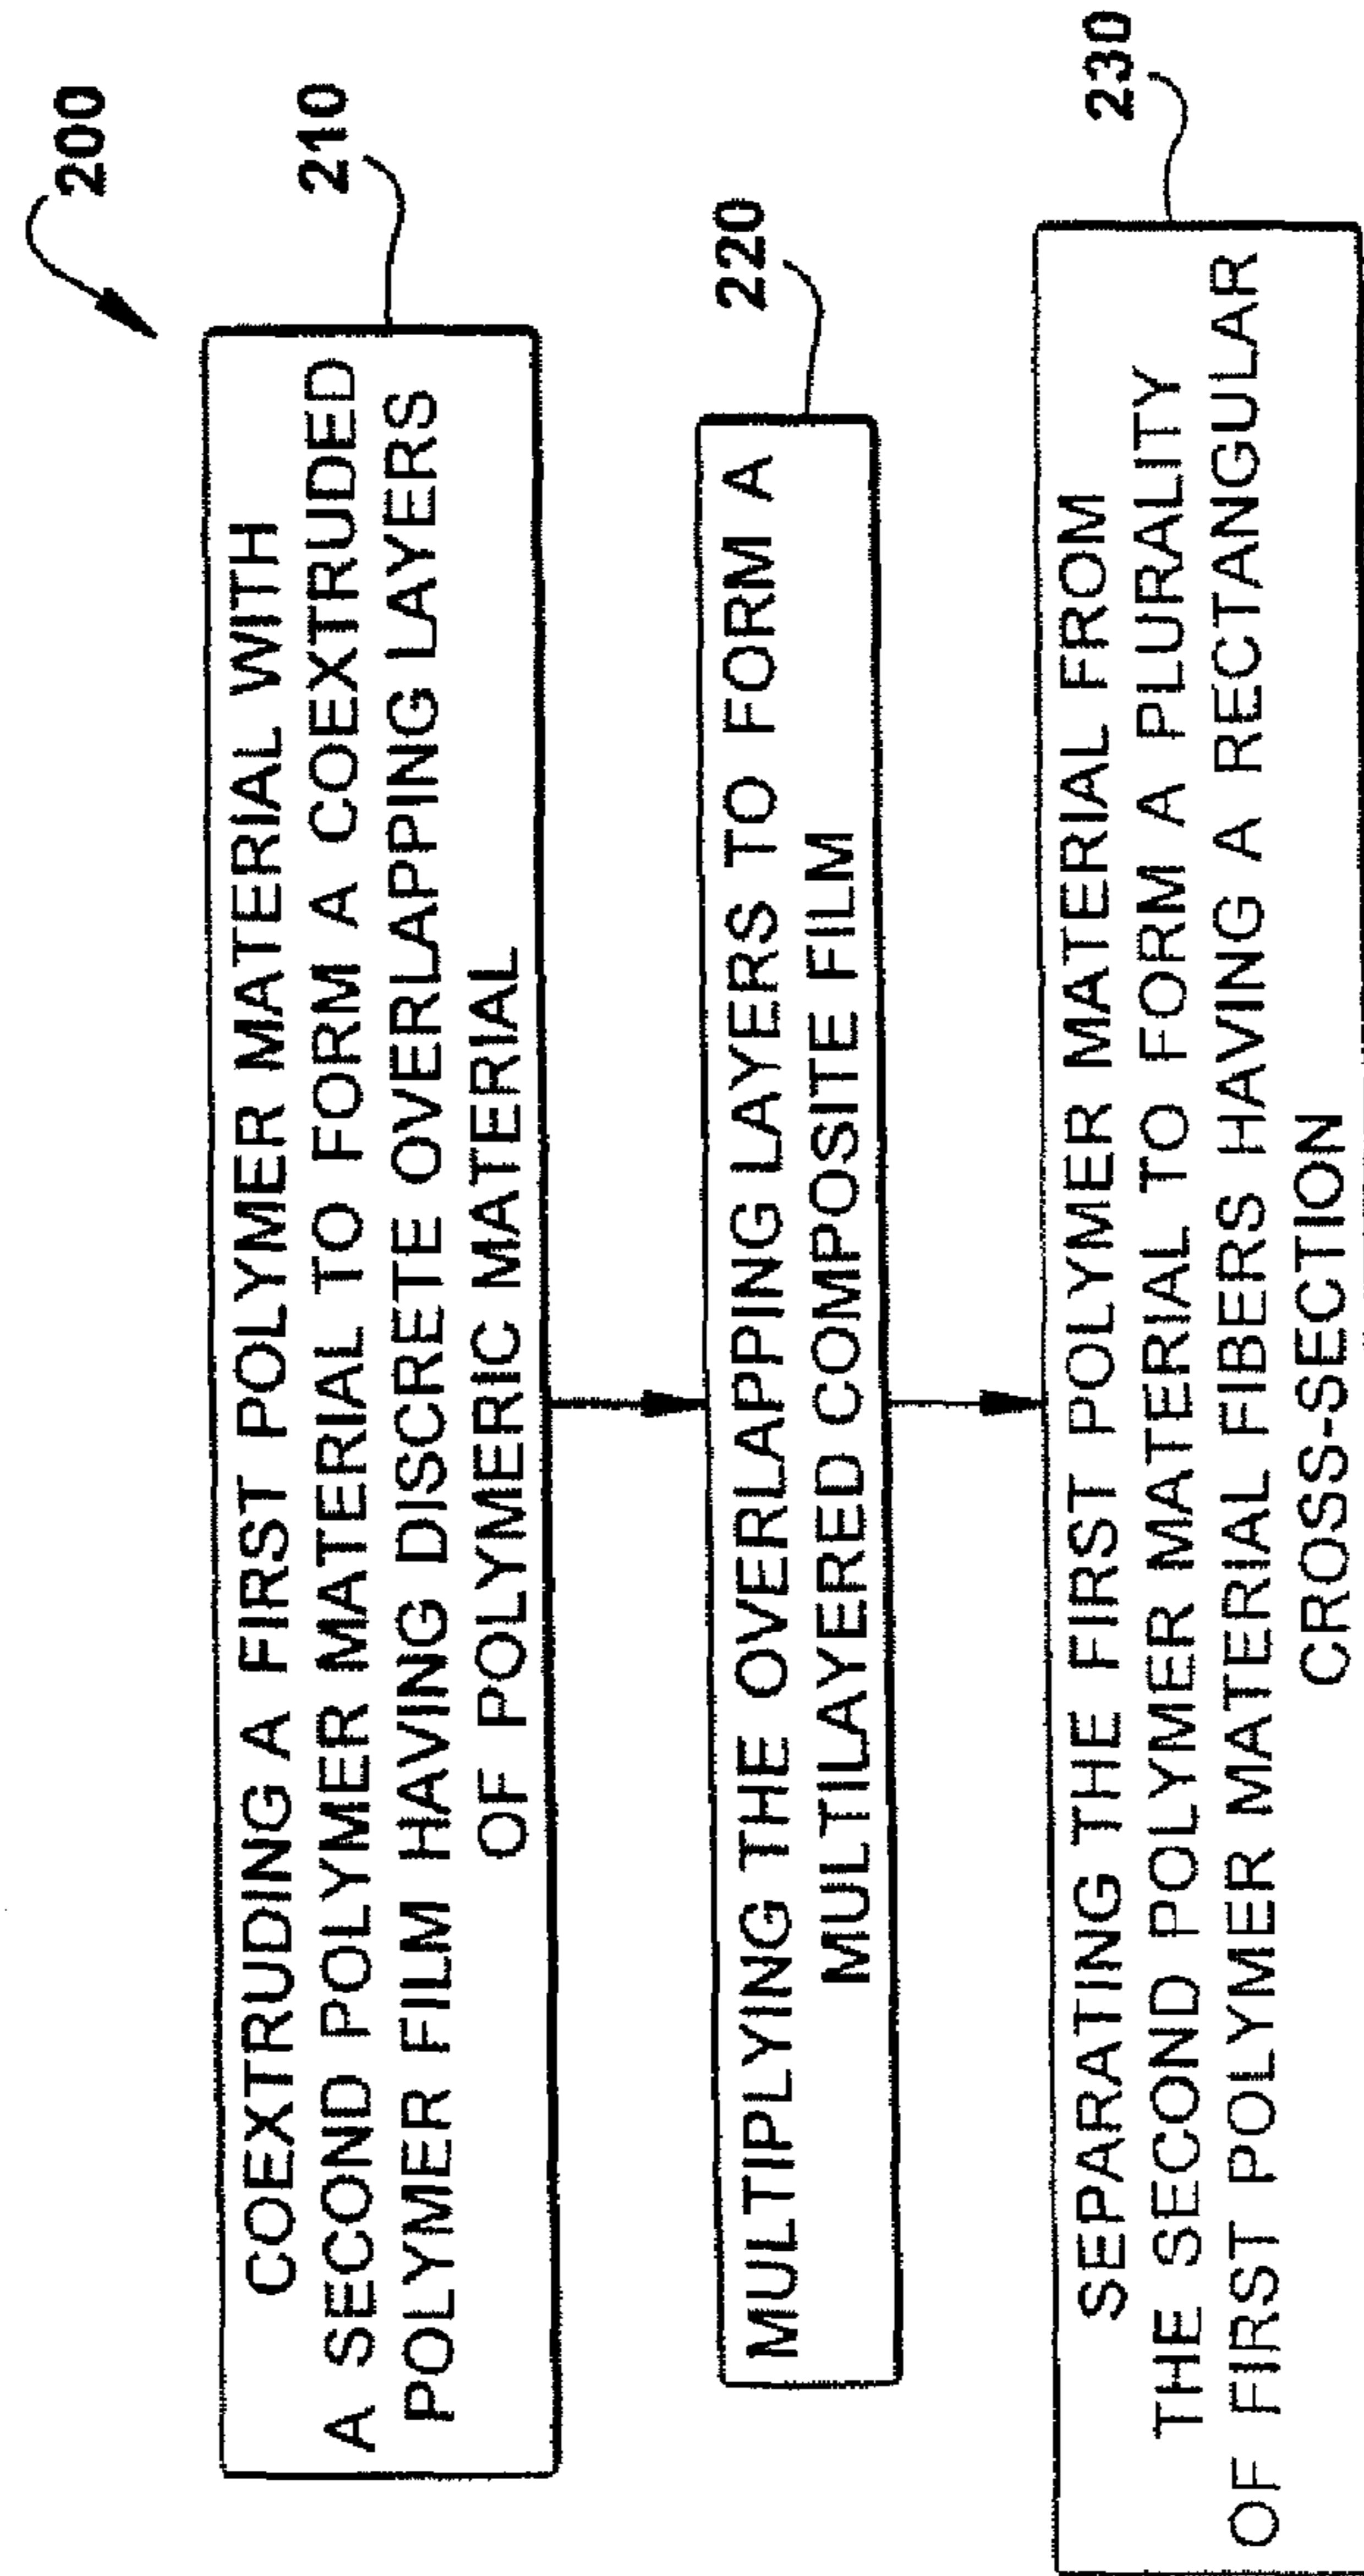 200
210
COEXTRUDING A FIRST POLYMER MATERIAL WITH
A SECOND POLYMER MATERIAL TO FORM A COEXTRUDED
POLYMER FILM HAVING DISCRETE OVERLAPPING LAYERS
OF POLYMERIC MATERIAL
220
MULTIPLYING THE OVERLAPPING LAYERS TO FORM A
MULTILAYERED COMPOSITE FILM
230
SEPARATING THE FIRST POLYMER MATERIAL FROM
THE SECOND POLYMER MATERIAL TO FORM A PLURALITY
OF FIRST POLYMER MATERIAL FIBERS HAVING A RECTANGULAR
CROSS-SECTION